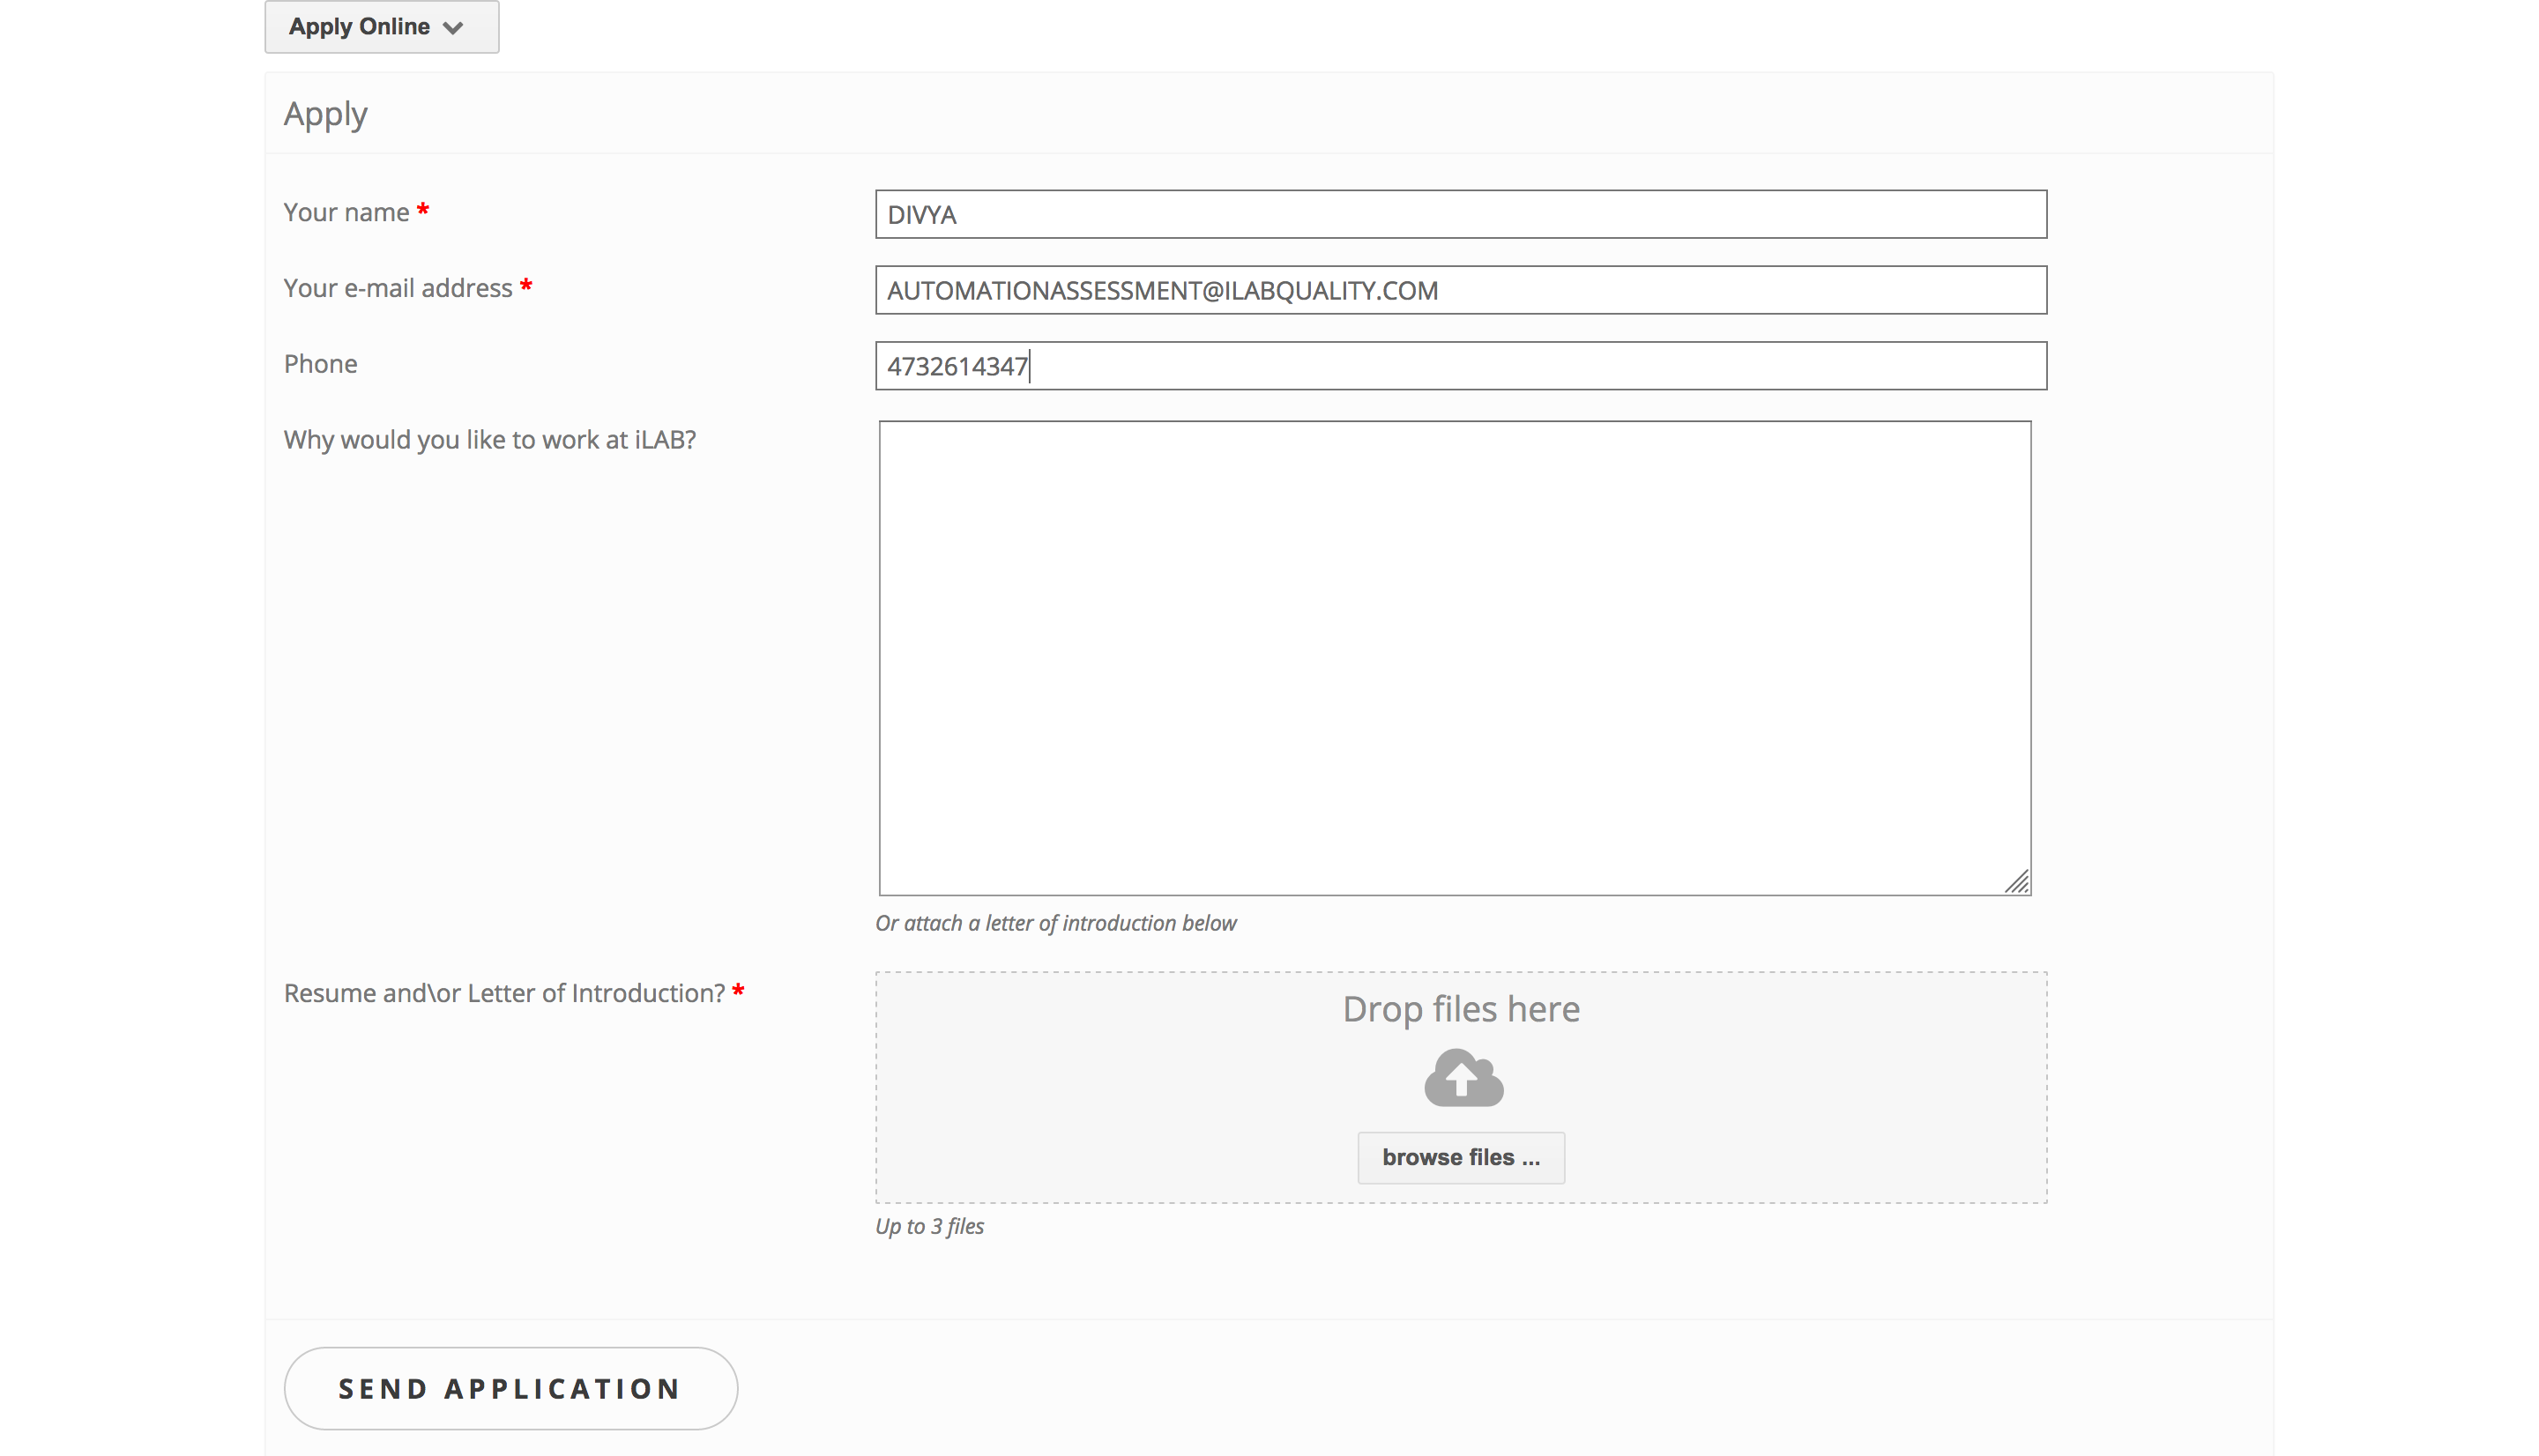 Apply Online
Apply
Your name *
DIVYA
Your e-mail address *
AUTOMATIONASSESSMENT@ILABQUALITY.COM
Phone
4732614347
Why would you like to work at iLAB?
Or attach a letter of introduction below
Resume and\or Letter of Introduction? *
Drop files here
browse files ...
Up to 3 files
SEND APPLICATION